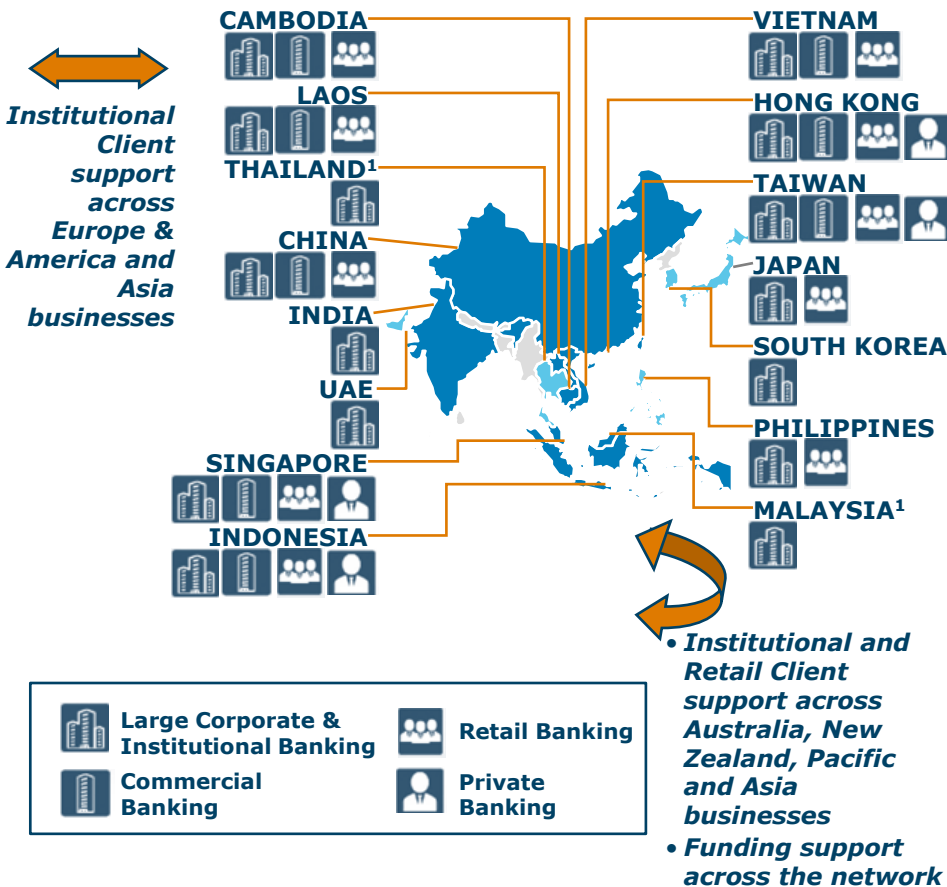 CAMBODIA
LAOS
THAILAND¹
CHINA
INDIA
UAE
SINGAPORE
INDONESIA
VIETNAM
HONG KONG
TAIWAN
JAPAN
SOUTH KOREA
PHILIPPINES
MALAYSIA¹
Institutional
Client
support
across
Europe &
America and
Asia
businesses
• Institutional and
Retail Client
support across
Australia, New
Zealand, Pacific
and Asia
businesses
• Funding support
across the network
Large Corporate &
Institutional Banking
Commercial
Banking
Retail Banking
Private
Banking